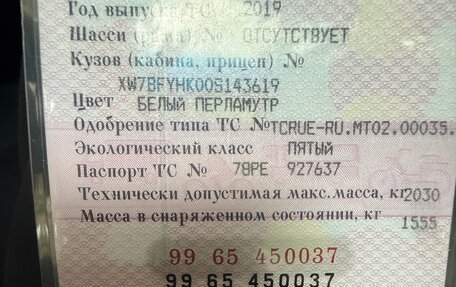 Год выпуска ТС 2019
Шасси (рама) № ОТСУТСТВУЕТ
Кузов (кабина, прицеп) №
XW7BFYHK00S143619
Цвет БЕЛЫЙ ПЕРЛАМУТР
Одобрение типа ТС № TCRUE-RU.MT02.00035.
Экологический класс ПЯТЫЙ
Паспорт ТС № 78РЕ 927637
Технически допустимая макс.масса, кг 2030
Масса в снаряженном состоянии, кг 1555
99 65 450037
99 65 450037